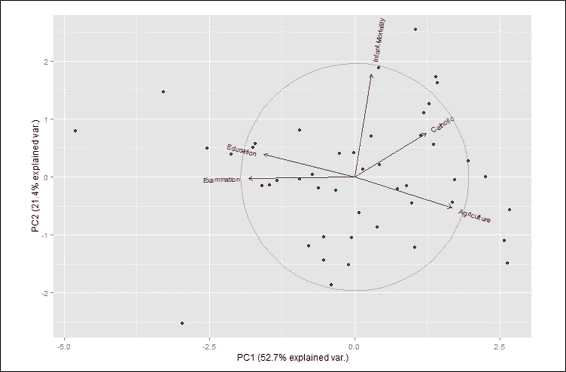 Infant.Mortality
Catholic
Education
Examination
Agriculture
2
1
0
-1
-2
PC2 (21.4% explained var.)
-5.0
-2.5
0.0
2.5
PC1 (52.7% explained var.)